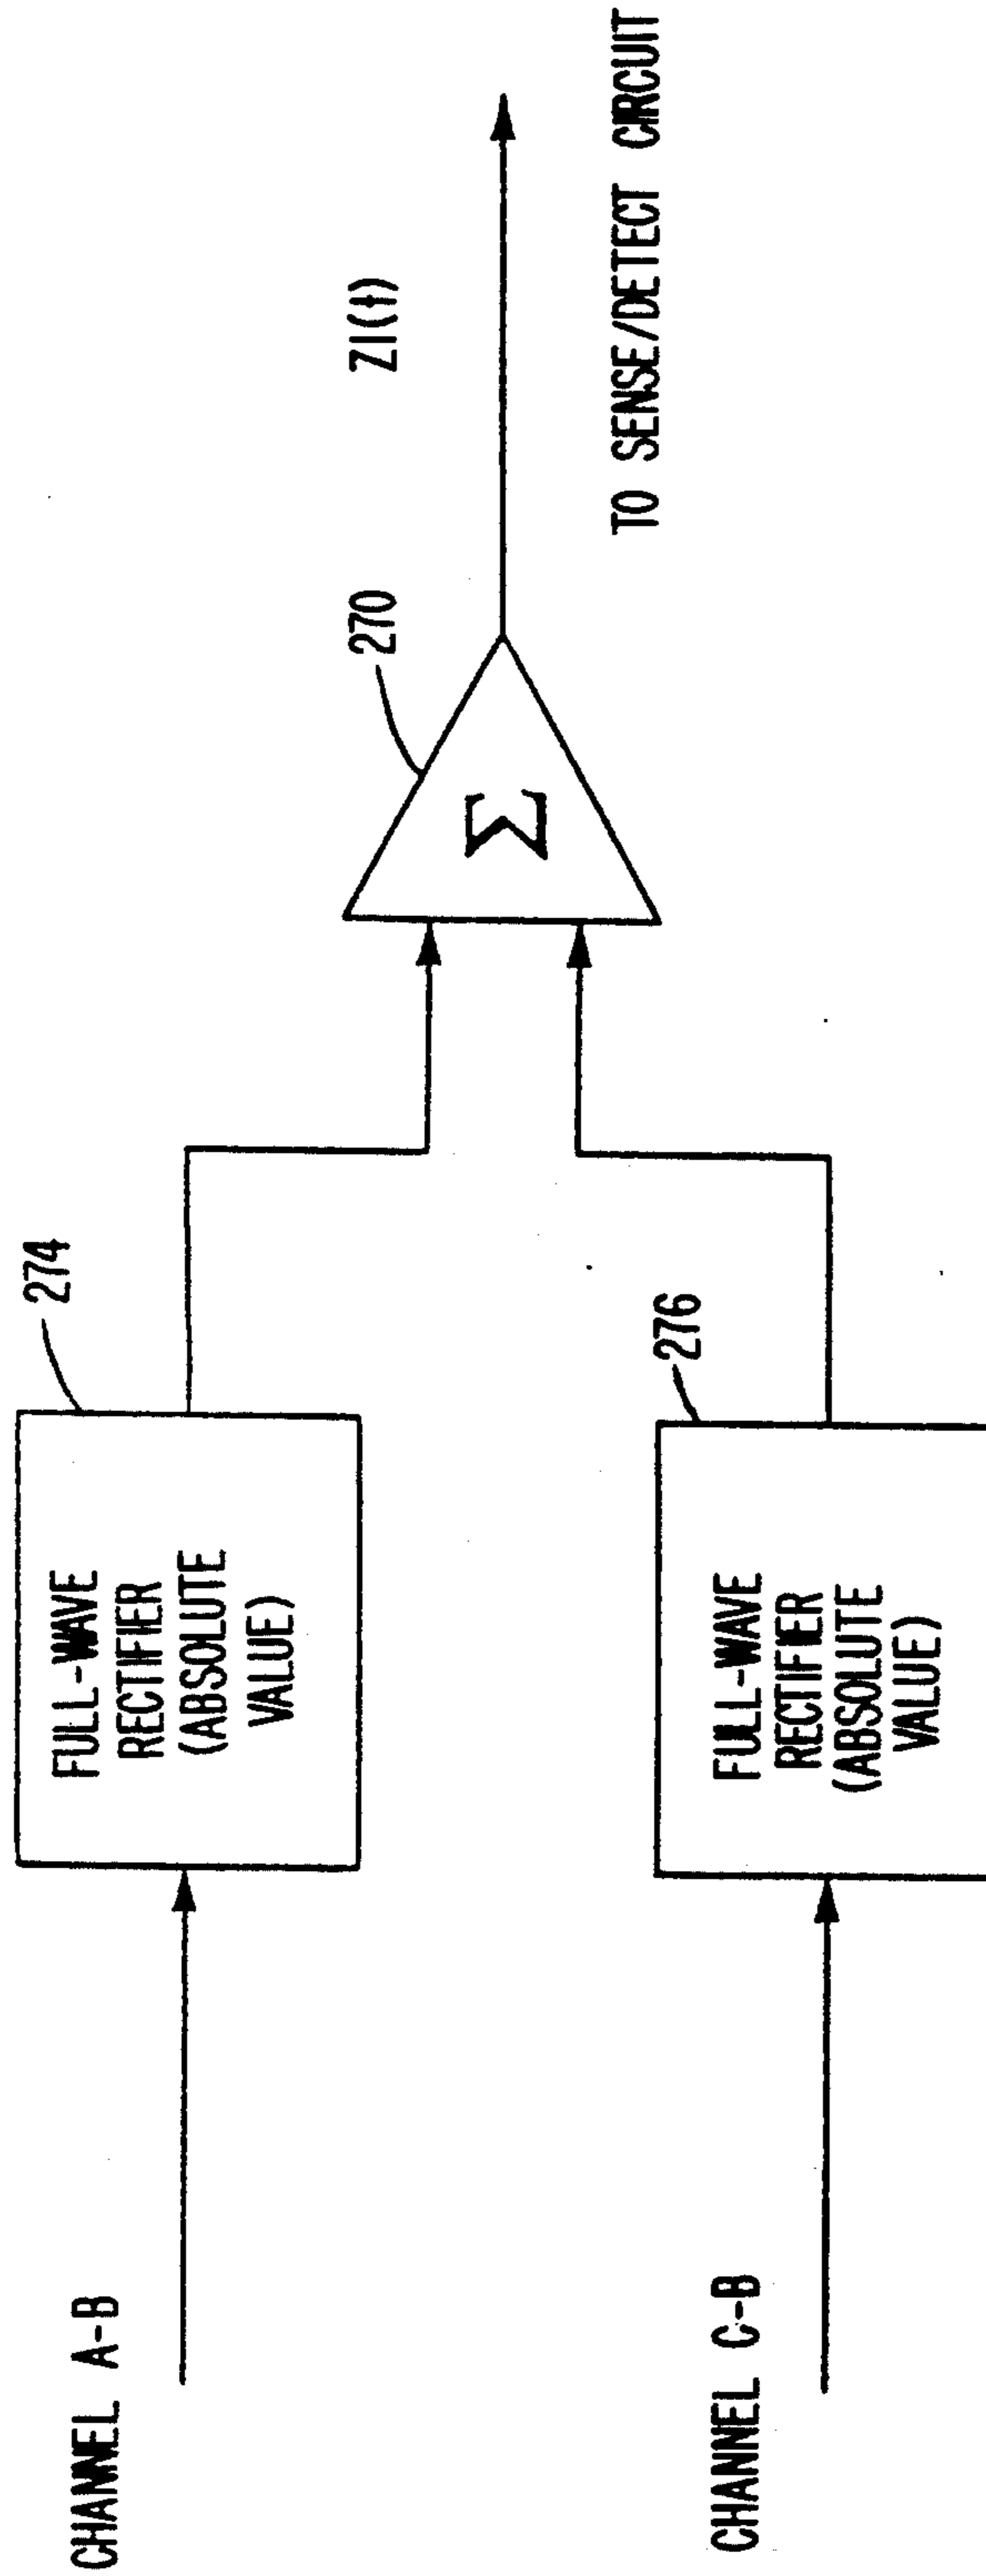 CHANNEL A-B
FULL-WAVE
RECTIFIER
(ABSOLUTE
VALUE)
274
CHANNEL C-B
FULL-WAVE
RECTIFIER
(ABSOLUTE
VALUE)
276
Σ
270
Z1(t)
TO SENSE/DETECT CIRCUIT